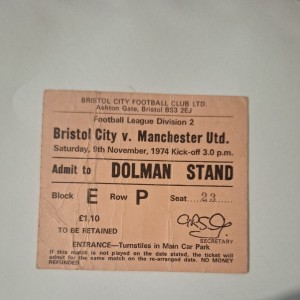 BRISTOL CITY FOOTBALL CLUB LTD.
Ashton Gate, Bristol BS3 2EJ
Football League Division 2
Bristol City v. Manchester Utd.
Saturday, 9th November, 1974 Kick-off 3.0 p.m.
Admit to DOLMAN STAND
Block E Row P Seat 23
£1.10
TO BE RETAINED
SECRETARY
ENTRANCE—Turnstiles in Main Car Park
If this match is not played on the date stated, the ticket
will admit for the same match on the re-arranged date. NO MONEY
REFUNDED.